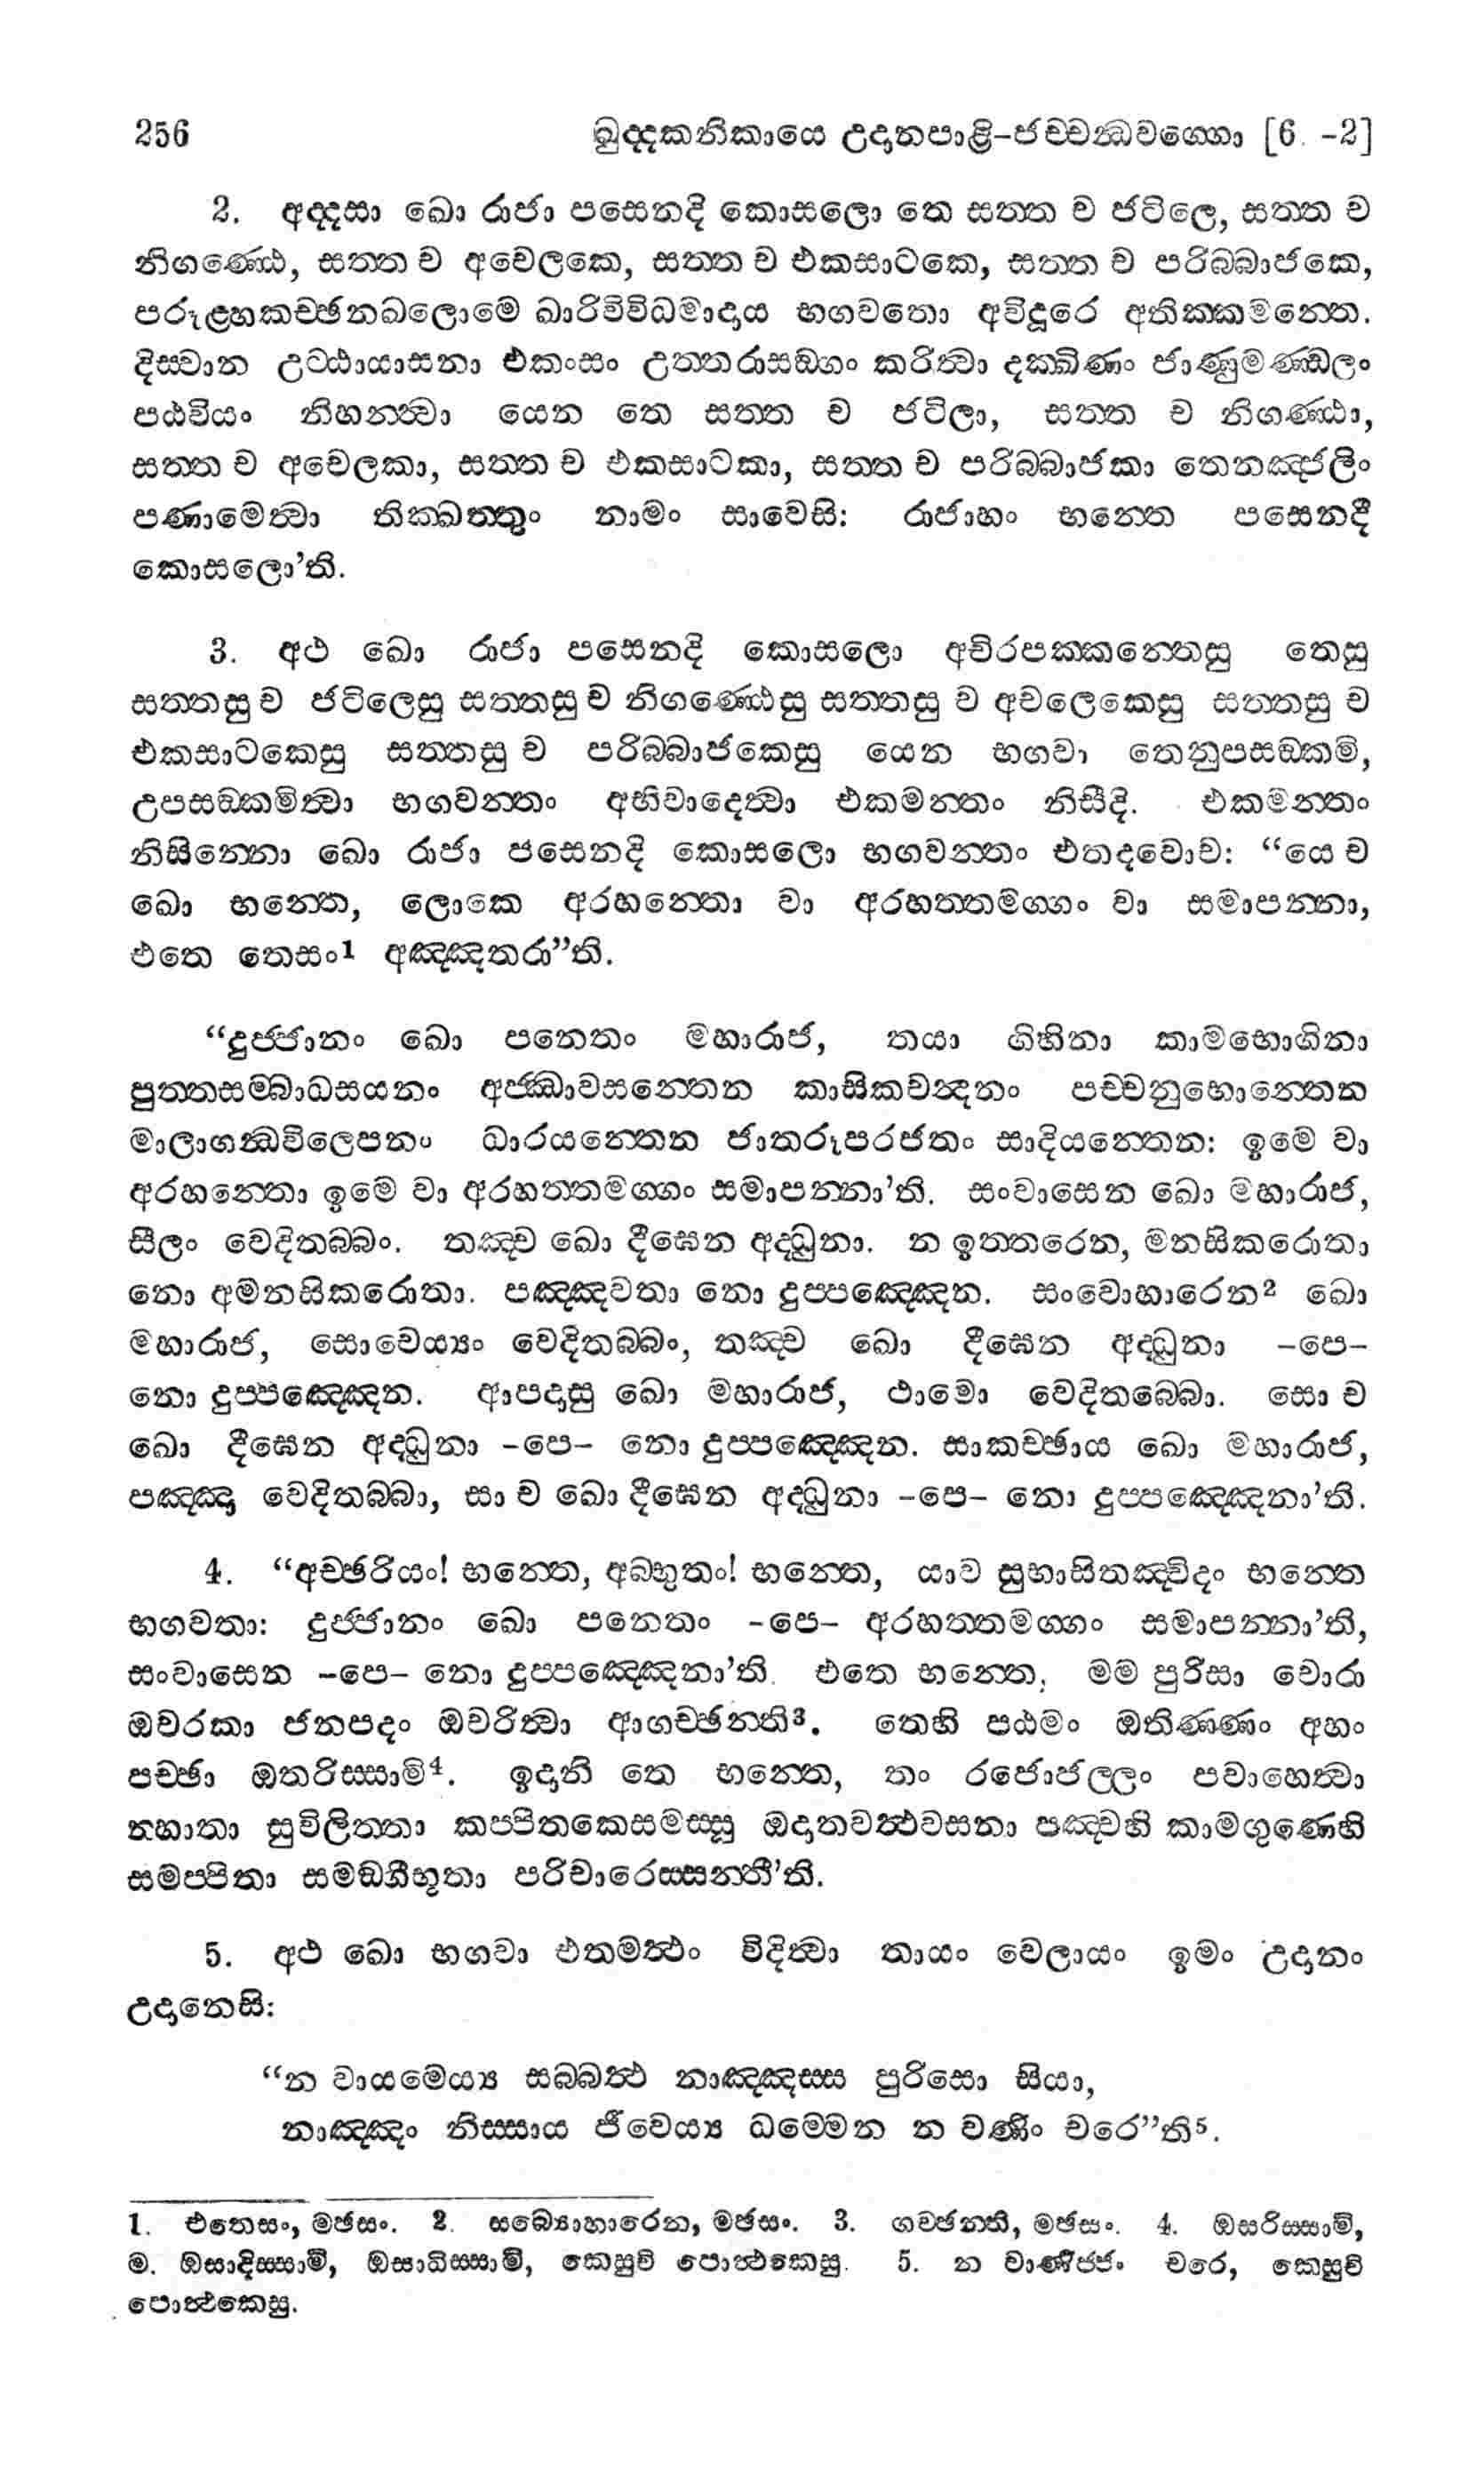 256 ඛුද්දකනිකායෙ උදානපාළි-ජච්චන්ධවග්ගො [6. -2]
2. අද්දසා ඛො රාජා පසෙනදි කොසලො තෙ සත්ත ච ජටිලෙ, සත්ත ච
නිගණ්ඨෙ, සත්ත ච අචෙලකෙ, සත්ත ච එකසාටකෙ, සත්ත ච පරිබ්බාජකෙ,
පරූළ්හකච්ඡනඛලොමෙ ඛාරිවිවිධමාදාය භගවතො අවිදූරෙ අතික්කමන්තෙ.
දිස්වාන උට්ඨායාසනා එකංසං උත්තරාසඞ්ගං කරිත්වා දක්ඛිණං ජාණුමණ්ඩලං
පඨවියං නිහන්ත්වා යෙන තෙ සත්ත ච ජටිලා, සත්ත ච නිගණ්ඨා,
සත්ත ච අචෙලකා, සත්ත ච එකසාටකා, සත්ත ච පරිබ්බාජකා තෙනඤ්ජලිං
පණාමෙත්වා තික්ඛත්තුං නාමං සාවෙසි: රාජාහං භන්තෙ පසෙනදී
කොසලො’ති.
3. අථ ඛො රාජා පසෙනදි කොසලො අචිරපක්කන්තෙසු තෙසු
සත්තසු ච ජටිලෙසු සත්තසු ච නිගණ්ඨෙසු සත්තසු ච අචලෙකෙසු සත්තසු ච
එකසාටකෙසු සත්තසු ච පරිබ්බාජකෙසු යෙන භගවා තෙනුපසඞ්කමි,
උපසඞ්කමිත්වා භගවන්තං අභිවාදෙත්වා එකමන්තං නිසීදි. එකමන්තං
නිසින්නො ඛො රාජා ජසෙනදි කොසලො භගවන්තං එතදවොච: “යෙ ච
ඛො භන්තෙ, ලොකෙ අරහන්තො වා අරහත්තමග්ගං වා සමාපන්නා,
එතෙ තෙසං¹ අඤ්ඤතරා”ති.
“දුජ්ජානං ඛො පනෙතං මහාරාජ, තයා ගිහිනා කාමභොගිනා
පුත්තසම්බාධසයනං අජ්ඣාවසන්තෙන කාසිකචන්දනං පච්චනුභොන්තෙන
මාලාගන්ධවිලෙපනං ධාරයන්තෙන ජාතරූපරජතං සාදියන්තෙන: ඉමෙ වා
අරහන්තො ඉමෙ වා අරහත්තමග්ගං සමාපන්නා’ති. සංවාසෙන ඛො මහාරාජ,
සීලං වෙදිතබ්බං. තඤ්ච ඛො දීඝෙන අද්ධුනා. න ඉත්තරෙන, මනසිකරොතා
නො අමනසිකරොතා. පඤ්ඤවතා නො දුප්පඤ්ඤෙන. සංවොහාරෙන² ඛො
මහාරාජ, සොචෙය්‍යං වෙදිතබ්බං, තඤ්ච ඛො දීඝෙන අද්ධුනා -පෙ-
නො දුප්පඤ්ඤෙන. ආපදාසු ඛො මහාරාජ, ථාමො වෙදිතබ්බො. සො ච
ඛො දීඝෙන අද්ධුනා -පෙ- නො දුප්පඤ්ඤෙන. සාකච්ඡාය ඛො මහාරාජ,
පඤ්ඤා වෙදිතබ්බා, සා ච ඛො දීඝෙන අද්ධුනා -පෙ- නො දුප්පඤ්ඤෙනා’ති.
4. “අච්ඡරියං! භන්තෙ, අබ්භුතං! භන්තෙ, යාව සුභාසිතඤ්චිදං භන්තෙ
භගවතා: දුජ්ජානං ඛො පනෙතං -පෙ- අරහත්තමග්ගං සමාපන්නා’ති,
සංවාසෙන -පෙ- නො දුප්පඤ්ඤෙනා’ති. එතෙ භන්තෙ, මම පුරිසා චොරා
ඔචරකා ජනපදං ඔචරිත්වා ආගච්ඡන්ති³. තෙහි පඨමං ඔතිණ්ණං අහං
පච්ඡා ඔතරිස්සාමි⁴. ඉදානි තෙ භන්තෙ, තං රජොජල්ලං පවාහෙත්වා
න්හාතා සුවිලිත්තා කප්පිතකෙසමස්සූ ඔදාතවත්ථවසනා පඤ්චහි කාමගුණෙහි
සමප්පිතා සමඞ්ගීභූතා පරිචාරෙස්සන්තී’ති.
5. අථ ඛො භගවා එතමත්ථං විදිත්වා තායං වෙලායං ඉමං උදානං
උදානෙසි:
“න වායමෙය්‍ය සබ්බත්ථ නාඤ්ඤස්ස පුරිසො සියා,
නාඤ්ඤං නිස්සාය ජීවෙය්‍ය ධම්මෙන න වණිං චරෙ”ති⁵.
1. එතෙසං, මඡසං. 2. සබ්‍යොහාරෙන, මඡසං. 3. ගච්ඡන්ති, මඡසං. 4. ඔසරිස්සාමි,
ම. ඔසාදිස්සාමි, ඔසාධිස්සාමි, කෙසුචි පොත්ථකෙසු. 5. න වාණිජ්ජං චරෙ, කෙසුචි
පොත්ථකෙසු.